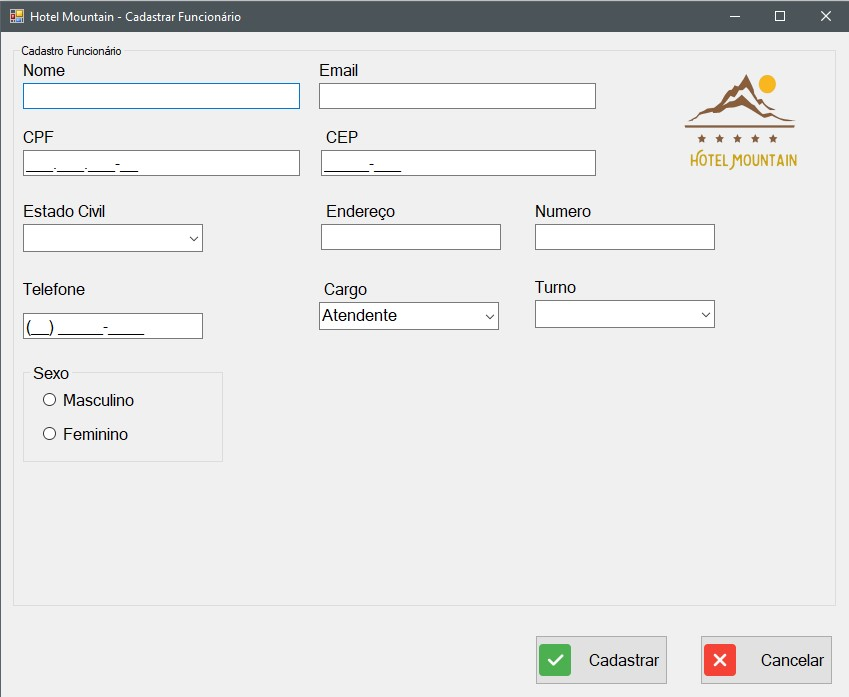 Hotel Mountain - Cadastrar Funcionário
Cadastro Funcionário
Nome Email
HOTEL MOUNTAIN
CPF CEP
___.___.___-__ _____-___
Estado Civil Endereço Numero
Telefone Cargo Turno
(__) _____-____ Atendente
Sexo
Masculino
Feminino
Cadastrar Cancelar